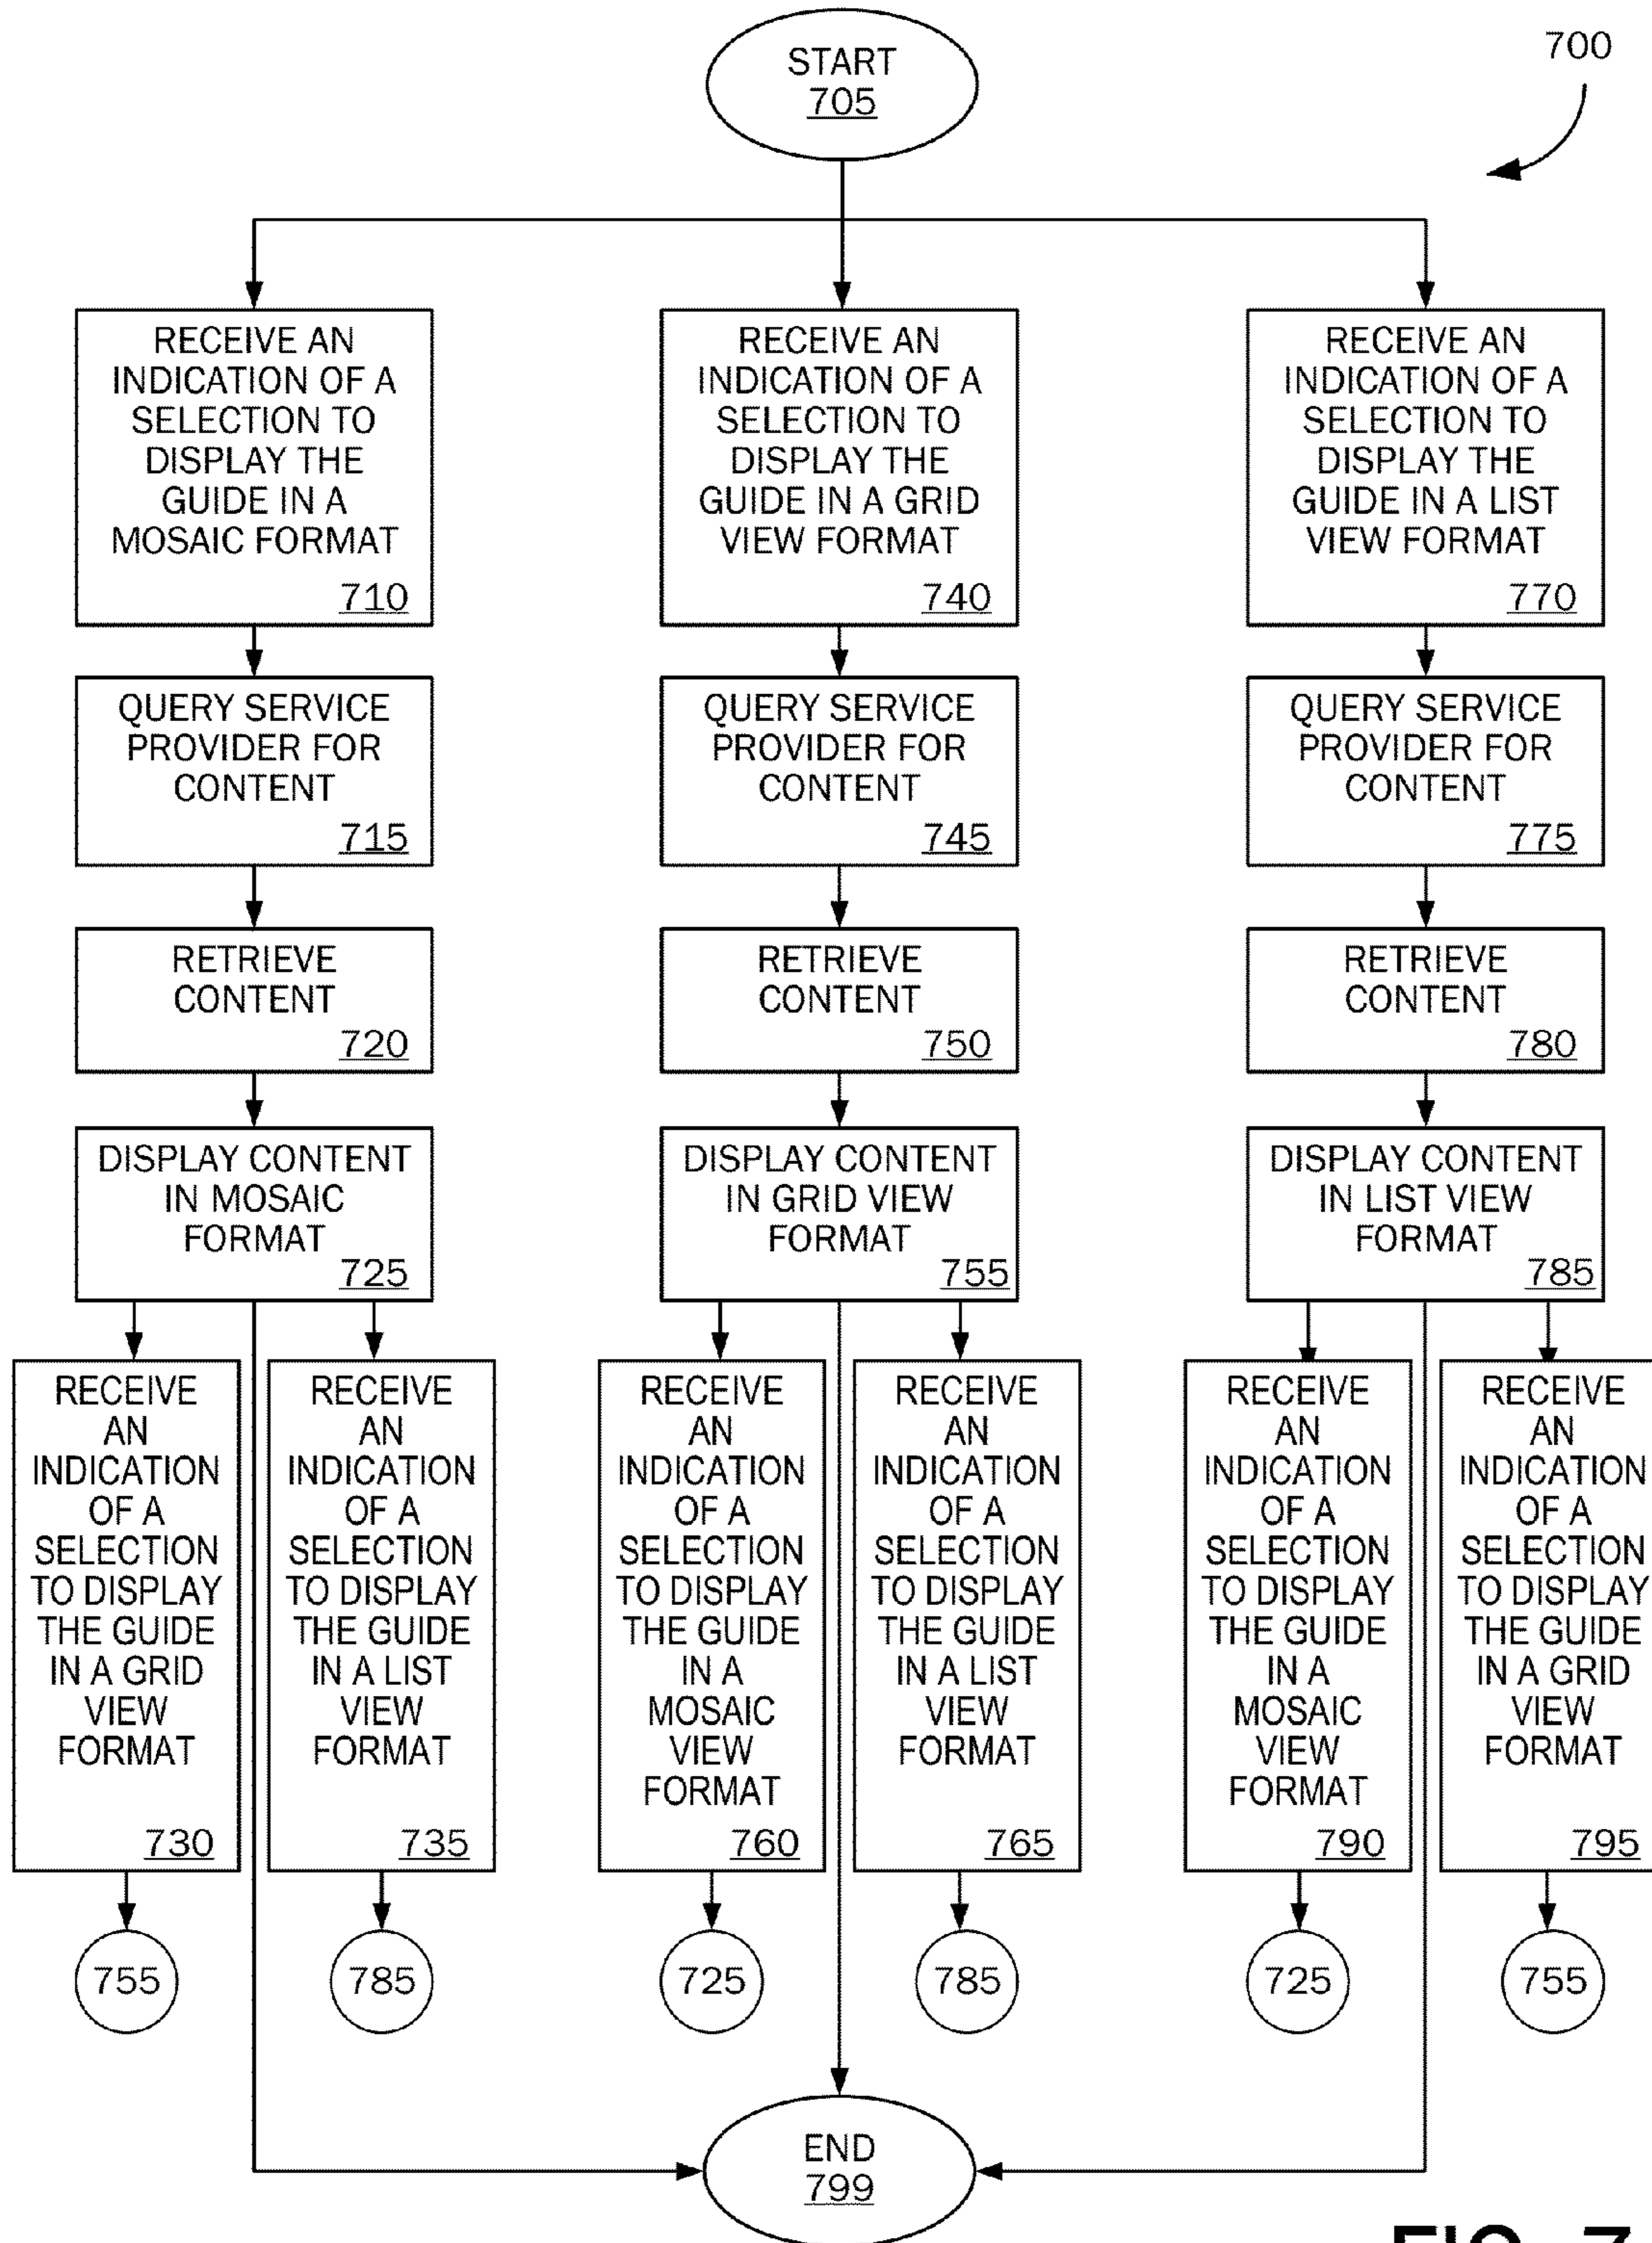 START
705
700
RECEIVE AN
INDICATION OF A
SELECTION TO
DISPLAY THE
GUIDE IN A
MOSAIC FORMAT
710
RECEIVE AN
INDICATION OF A
SELECTION TO
DISPLAY THE
GUIDE IN A GRID
VIEW FORMAT
740
RECEIVE AN
INDICATION OF A
SELECTION TO
DISPLAY THE
GUIDE IN A LIST
VIEW FORMAT
770
QUERY SERVICE
PROVIDER FOR
CONTENT
715
QUERY SERVICE
PROVIDER FOR
CONTENT
745
QUERY SERVICE
PROVIDER FOR
CONTENT
775
RETRIEVE
CONTENT
720
RETRIEVE
CONTENT
750
RETRIEVE
CONTENT
780
DISPLAY CONTENT
IN MOSAIC
FORMAT
725
DISPLAY CONTENT
IN GRID VIEW
FORMAT
755
DISPLAY CONTENT
IN LIST VIEW
FORMAT
785
RECEIVE
AN
INDICATION
OF A
SELECTION
TO DISPLAY
THE GUIDE
IN A GRID
VIEW
FORMAT
730
RECEIVE
AN
INDICATION
OF A
SELECTION
TO DISPLAY
THE GUIDE
IN A LIST
VIEW
FORMAT
735
RECEIVE
AN
INDICATION
OF A
SELECTION
TO DISPLAY
THE GUIDE
IN A
MOSAIC
VIEW
FORMAT
760
RECEIVE
AN
INDICATION
OF A
SELECTION
TO DISPLAY
THE GUIDE
IN A LIST
VIEW
FORMAT
765
RECEIVE
AN
INDICATION
OF A
SELECTION
TO DISPLAY
THE GUIDE
IN A
MOSAIC
VIEW
FORMAT
790
RECEIVE
AN
INDICATION
OF A
SELECTION
TO DISPLAY
THE GUIDE
IN A GRID
VIEW
FORMAT
795
755
785
725
785
725
755
END
799
FIG. 7